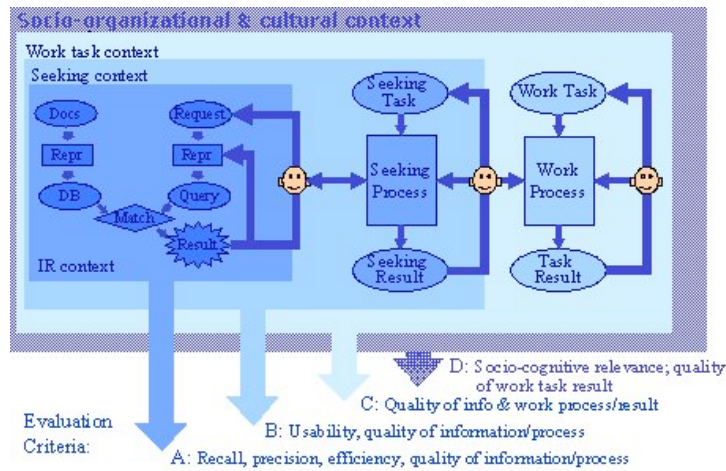 Socio-organizational & cultural context
Work task context
Seeking context
Docs
Request
Repr
Repr
DB
Query
Match
Result
IR context
Seeking
Task
Seeking
Process
Seeking
Result
Work Task
Work
Process
Task
Result
D: Socio-cognitive relevance; quality
of work task result
C: Quality of info & work process/result
B: Usability, quality of information/process
Evaluation
Criteria:
A: Recall, precision, efficiency, quality of information/process